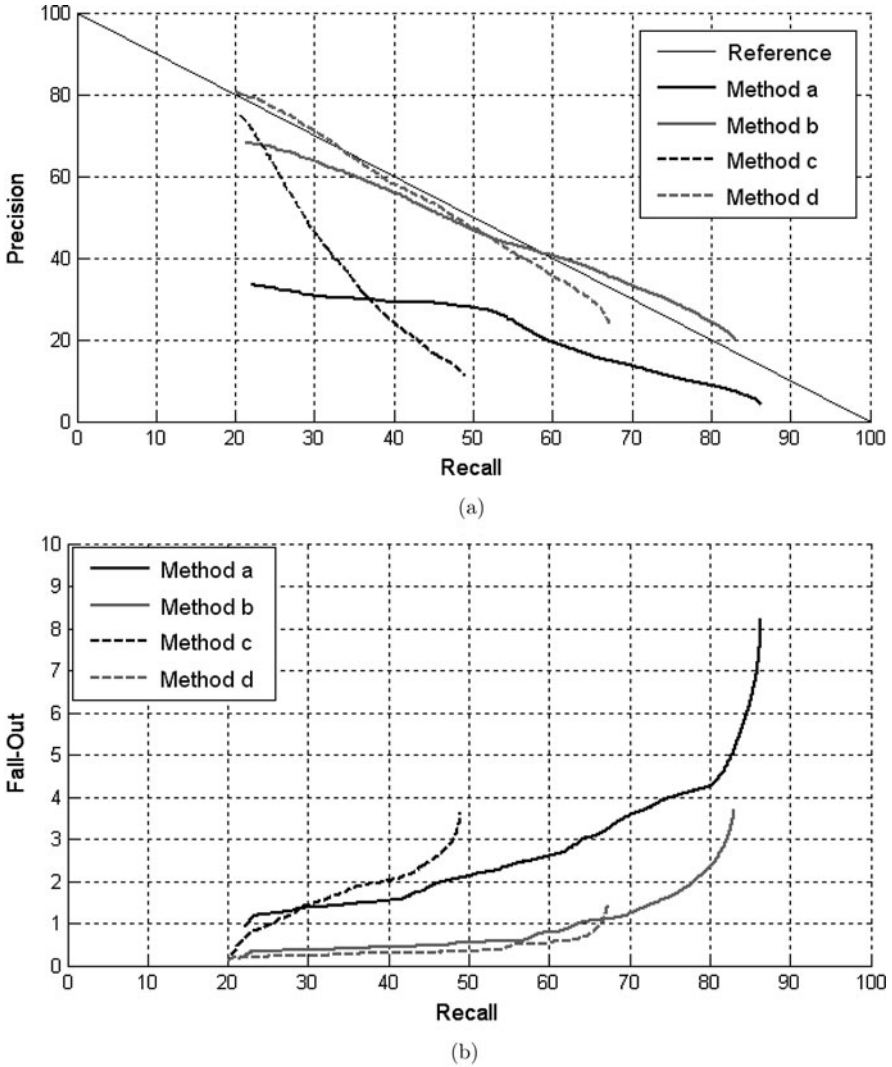 100
80
60
40
20
0
Precision
Reference
Method a
Method b
Method c
Method d
0 10 20 30 40 50 60 70 80 90 100
Recall
(a)
10
9
8
7
6
5
4
3
2
1
0
Fall-Out
Method a
Method b
Method c
Method d
0 10 20 30 40 50 60 70 80 90 100
Recall
(b)